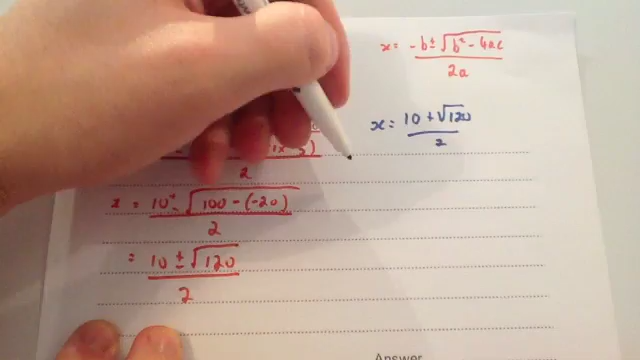 x = -b ± √b² - 4ac
2a
x = 10 + √120
2
2
x = 10 ± √100 - (-20)
2
= 10 ± √120
2
Answer